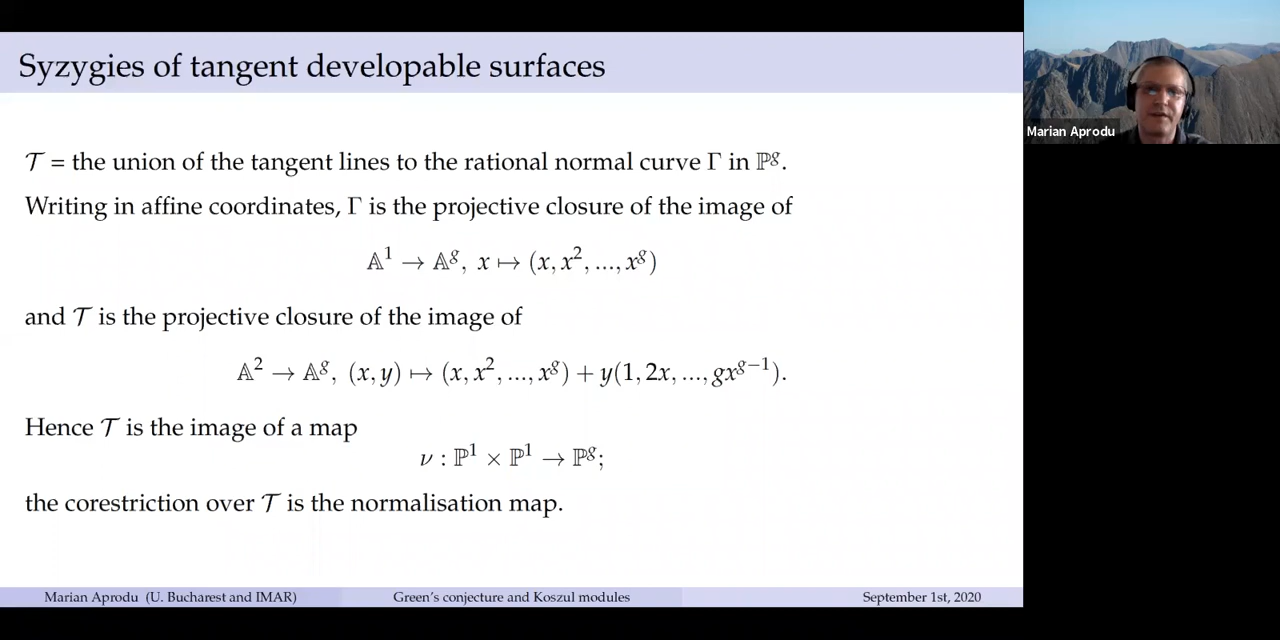 Syzygies of tangent developable surfaces
𝒯 = the union of the tangent lines to the rational normal curve Γ in ℙ^g.
Writing in affine coordinates, Γ is the projective closure of the image of
𝔸^1 → 𝔸^g, x ↦ (x, x^2, ..., x^g)
and 𝒯 is the projective closure of the image of
𝔸^2 → 𝔸^g, (x, y) ↦ (x, x^2, ..., x^g) + y(1, 2x, ..., gx^{g−1}).
Hence 𝒯 is the image of a map
ν : ℙ^1 × ℙ^1 → ℙ^g;
the corestriction over 𝒯 is the normalisation map.
Marian Aprodu (U. Bucharest and IMAR)
Green's conjecture and Koszul modules
September 1st, 2020
Marian Aprodu